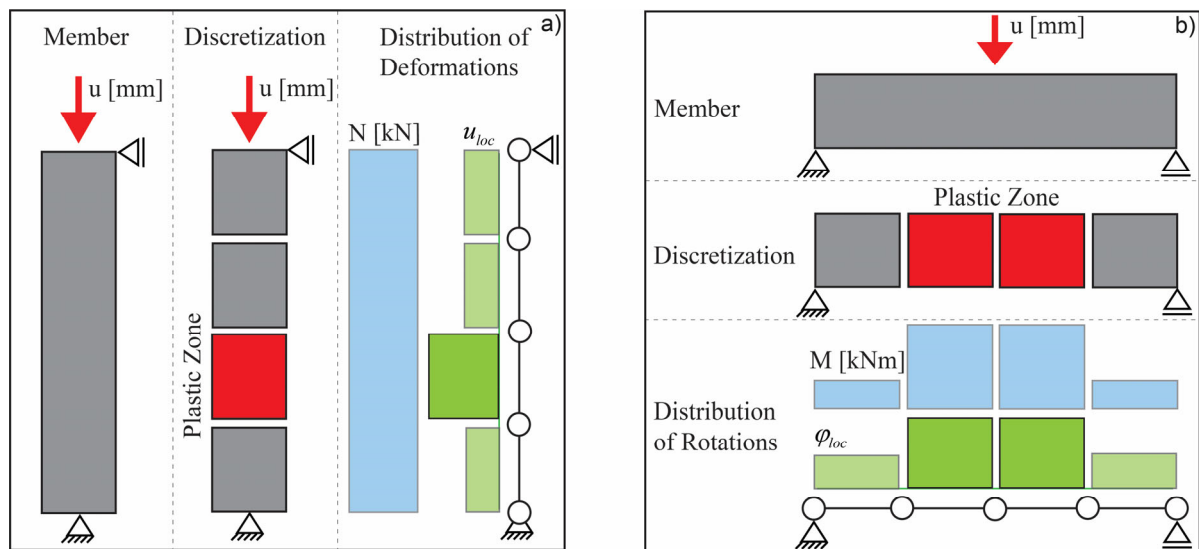 a)
Member
Discretization
Distribution of
Deformations
u [mm]
u [mm]
N [kN]
u_loc
Plastic Zone
b)
u [mm]
Member
Plastic Zone
Discretization
M [kNm]
Distribution
of Rotations
φ_loc